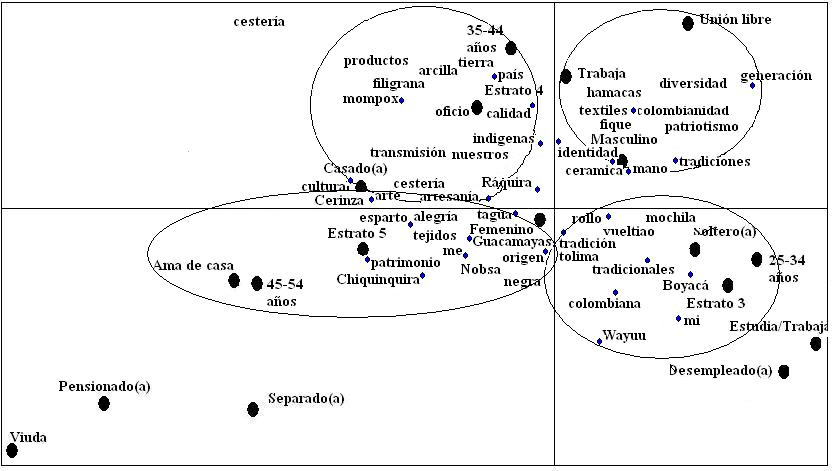 cestería
35-44
años
Unión libre
productos
arcilla
tierra
país
filigrana
mompox
Estrato 4
oficio
calidad
indigenas
transmisión
nuestros
Trabaja
generación
diversidad
hamacas
textiles
colombianidad
fique
patriotismo
Masculino
identidad
tradiciones
ceramica
mano
Casado(a)
cultural
cestería
Ráquira
Cerinza
arte
artesanía
esparto
alegría
tagua
Femenino
Estrato 5
tejidos
Guacamayas
me
origen
patrimonio
Nobsa
Ama de casa
Chiquinquira
negra
45-54
años
rollo
mochila
vueltiao
Soltero(a)
tradición
tolima
25-34
años
tradicionales
Boyacá
colombiana
Estrato 3
mi
Wayuu
Estudia/Trabaja
Desempleado(a)
Pensionado(a)
Separado(a)
Viuda